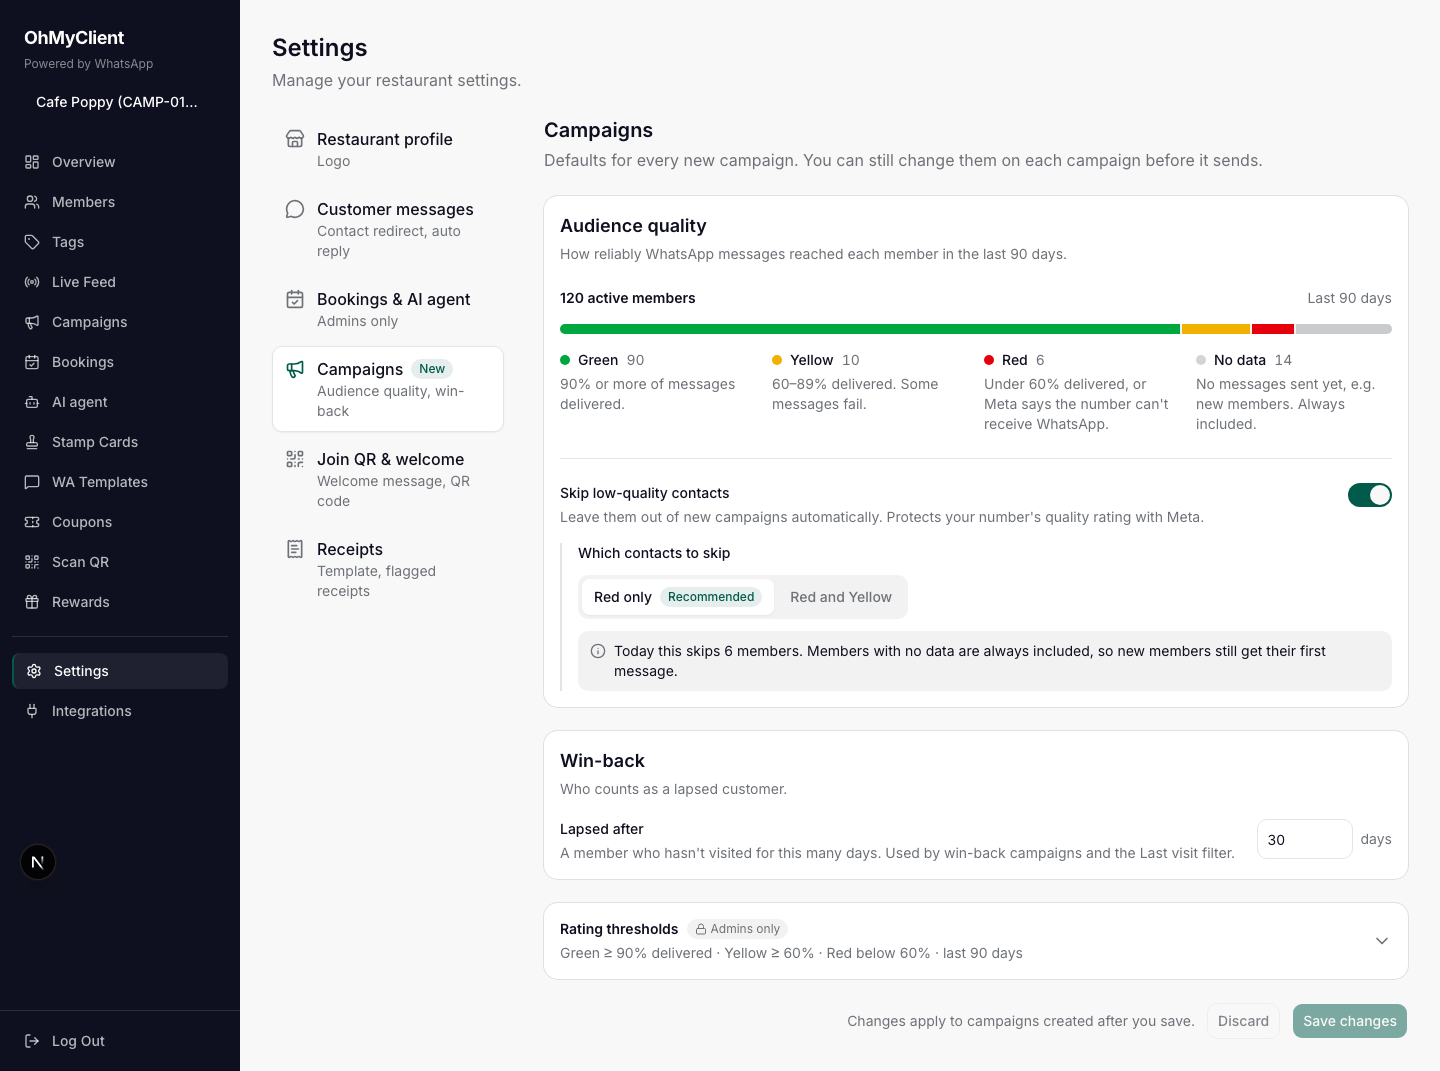 OhMyClient
Powered by WhatsApp
Cafe Poppy (CAMP-01...
Overview
Members
Tags
Live Feed
Campaigns
Bookings
AI agent
Stamp Cards
WA Templates
Coupons
Scan QR
Rewards
Settings
Integrations
N
Log Out
Settings
Manage your restaurant settings.
Restaurant profile
Logo
Customer messages
Contact redirect, auto
reply
Bookings & AI agent
Admins only
Campaigns New
Audience quality, win-
back
Join QR & welcome
Welcome message, QR
code
Receipts
Template, flagged
receipts
Campaigns
Defaults for every new campaign. You can still change them on each campaign before it sends.
Audience quality
How reliably WhatsApp messages reached each member in the last 90 days.
120 active members Last 90 days
Green 90
90% or more of messages
delivered.
Yellow 10
60–89% delivered. Some
messages fail.
Red 6
Under 60% delivered, or
Meta says the number can't
receive WhatsApp.
No data 14
No messages sent yet, e.g.
new members. Always
included.
Skip low-quality contacts
Leave them out of new campaigns automatically. Protects your number's quality rating with Meta.
Which contacts to skip
Red only Recommended Red and Yellow
Today this skips 6 members. Members with no data are always included, so new members still get their first
message.
Win-back
Who counts as a lapsed customer.
Lapsed after
A member who hasn't visited for this many days. Used by win-back campaigns and the Last visit filter.
30 days
Rating thresholds Admins only
Green ≥ 90% delivered · Yellow ≥ 60% · Red below 60% · last 90 days
Changes apply to campaigns created after you save. Discard Save changes